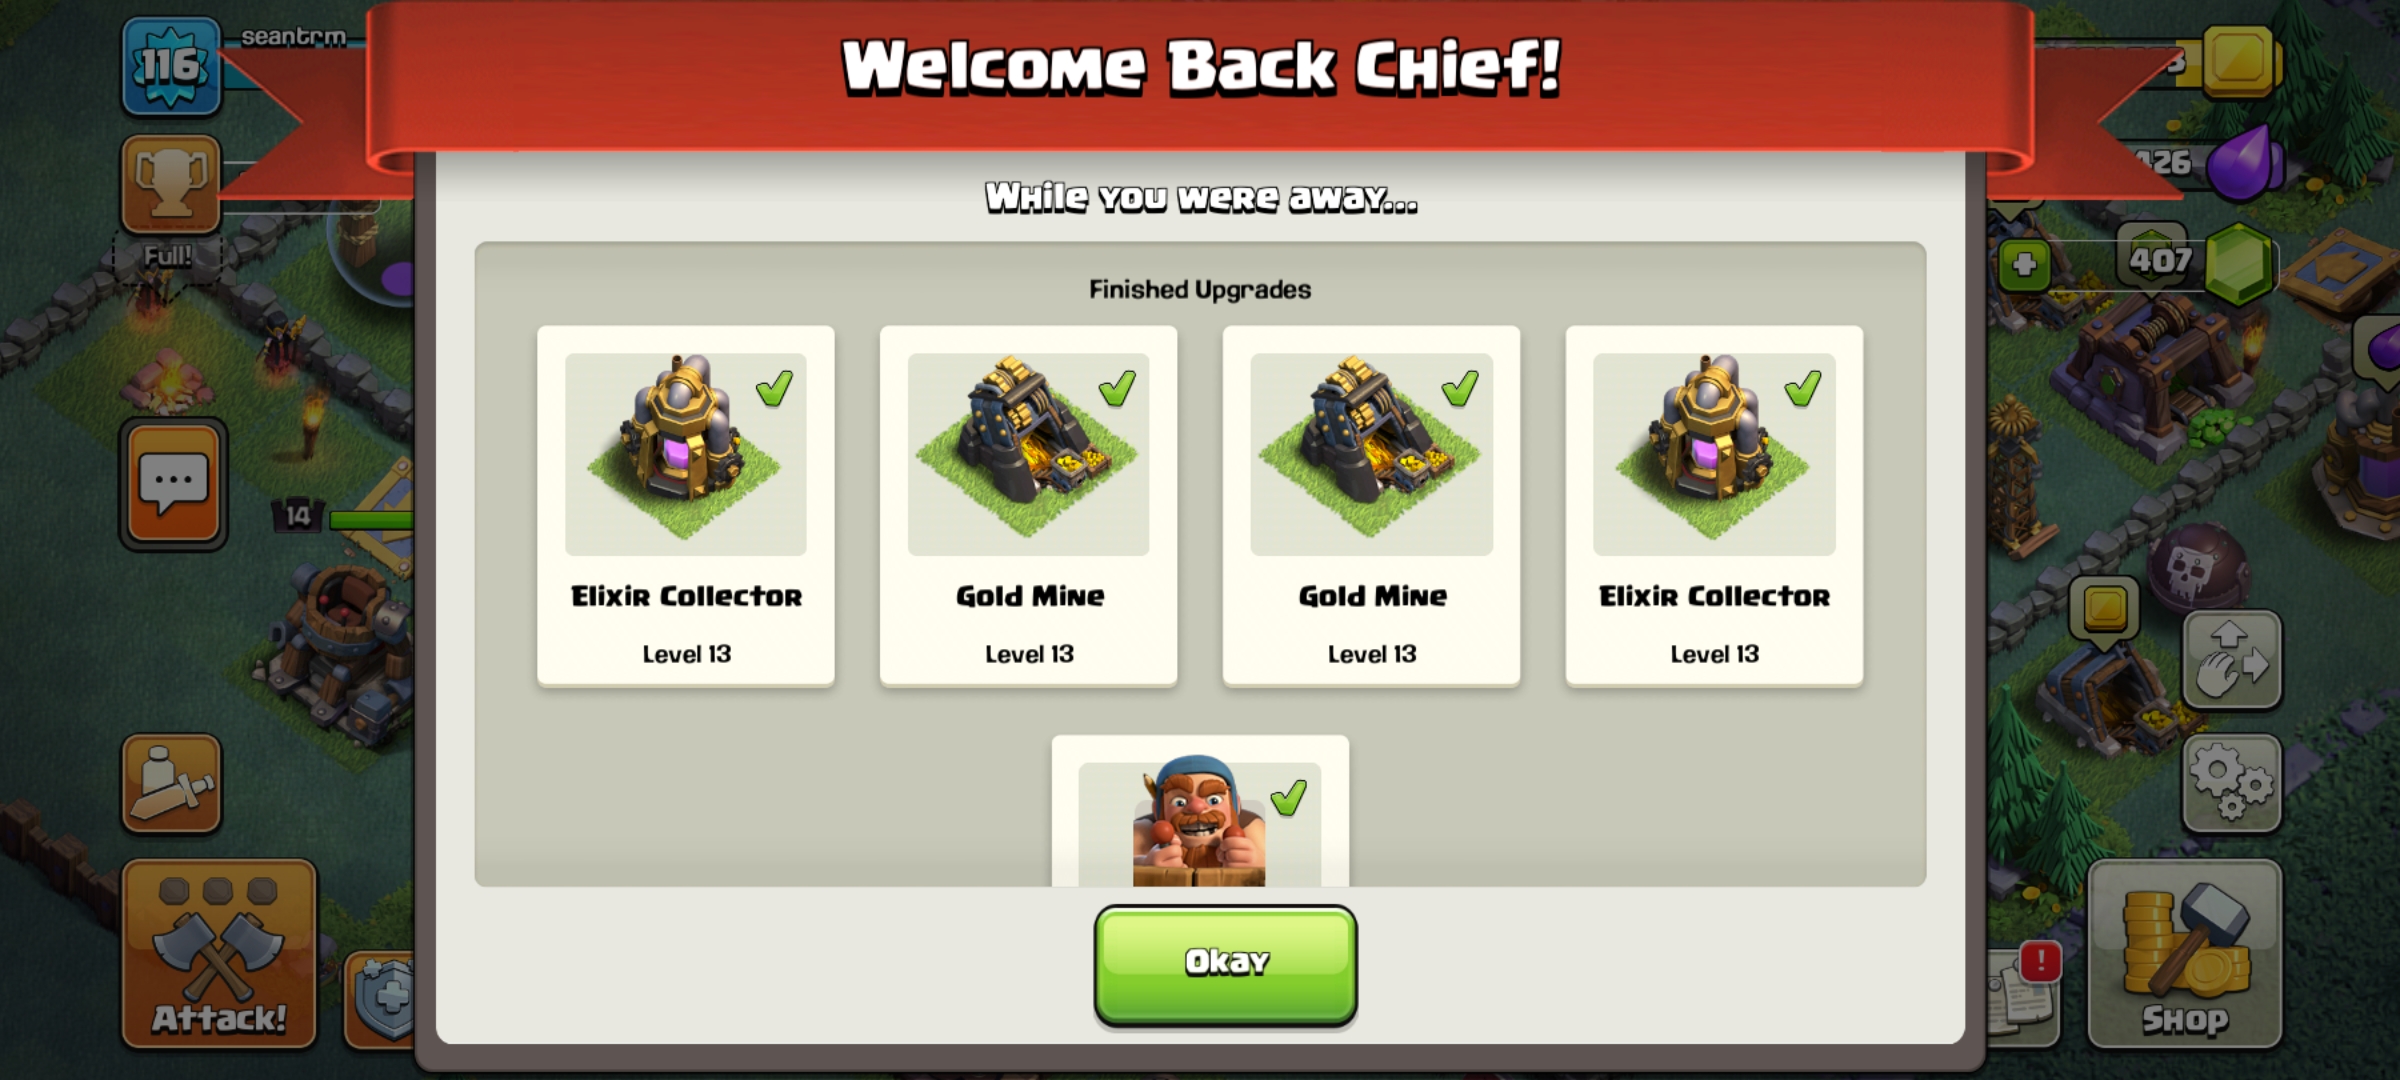 Welcome Back Chief!
116
seantrm
While you were away...
426
Full!
407
Finished Upgrades
14
Elixir Collector
Level 13
Gold Mine
Level 13
Gold Mine
Level 13
Elixir Collector
Level 13
Okay
Attack!
!
Shop